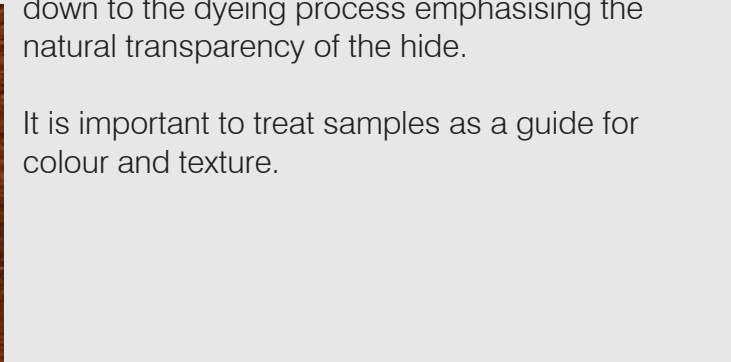 down to the dyeing process emphasising the
natural transparency of the hide.
It is important to treat samples as a guide for
colour and texture.